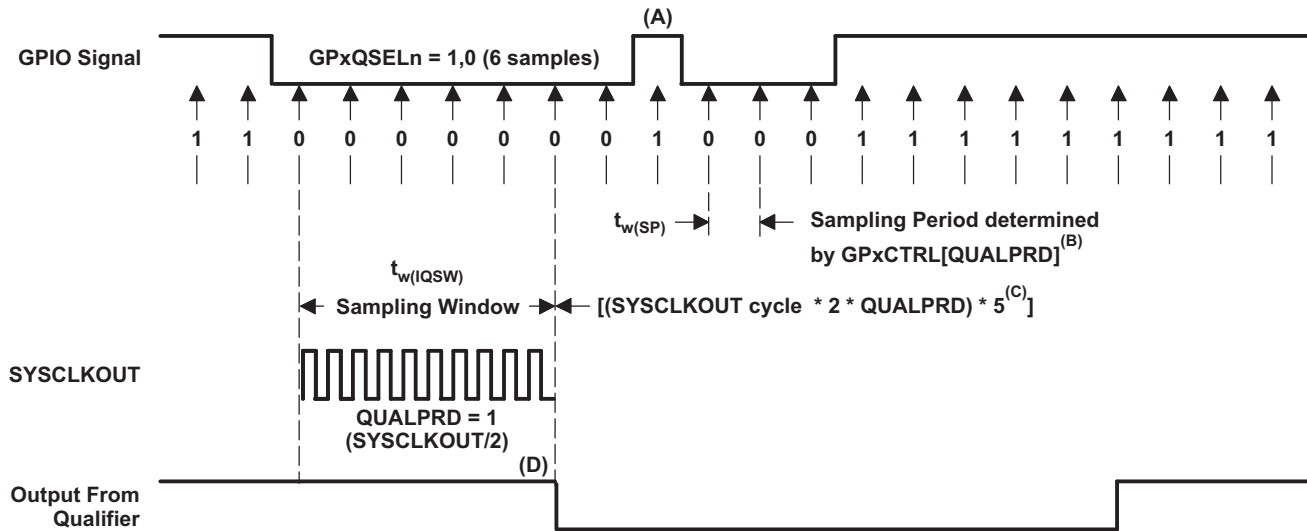 (A)
GPIO Signal
GPxQSELn = 1,0 (6 samples)
1 1 0 0 0 0 0 0 0 1 0 0 0 1 1 1 1 1 1 1 1 1
tw(SP)
Sampling Period determined
by GPxCTRL[QUALPRD](B)
tw(IQSW)
Sampling Window
[(SYSCLKOUT cycle * 2 * QUALPRD) * 5(C)]
SYSCLKOUT
QUALPRD = 1
(SYSCLKOUT/2)
(D)
Output From
Qualifier